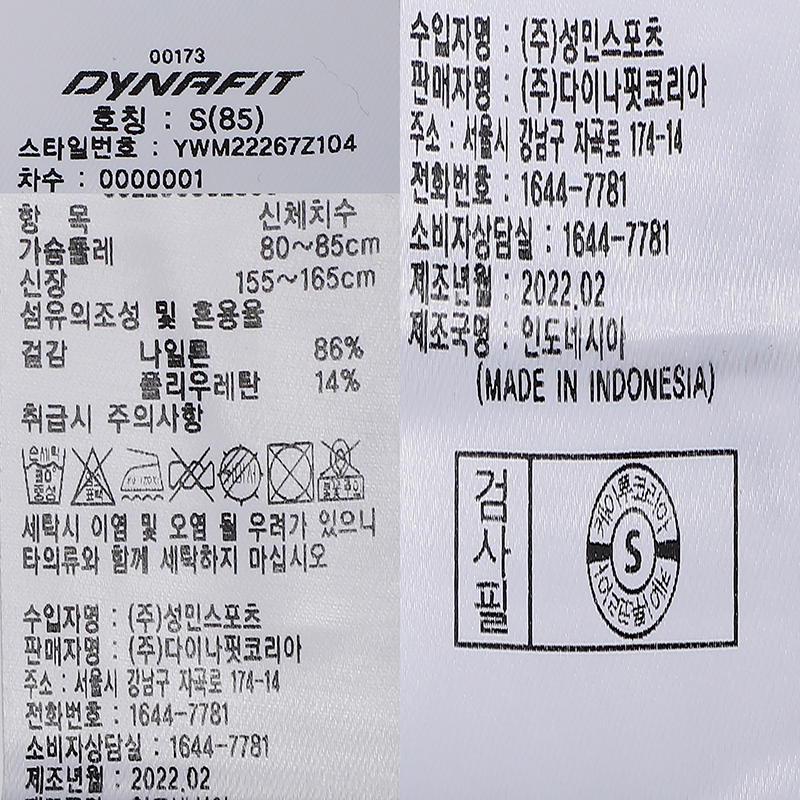 00173
DYNAFIT
호칭 : S(85)
스타일번호 : YWM22267Z104
차수 : 0000001
항 목 신체치수
가슴둘레 80~85cm
신장 155~165cm
섬유의조성 및 혼용율
겉감 나일론 86%
폴리우레탄 14%
취급시 주의사항
손세탁
중성
세탁시 이염 및 오염 될 우려가 있으니
타의류와 함께 세탁하지 마십시오
수입자명 : (주)성민스포츠
판매자명 : (주)다이나핏코리아
주소 : 서울시 강남구 자곡로 174-14
전화번호 : 1644-7781
소비자상담실 : 1644-7781
제조년월 : 2022.02
수입자명 : (주)성민스포츠
판매자명 : (주)다이나핏코리아
주소 : 서울시 강남구 자곡로 174-14
전화번호 : 1644-7781
소비자상담실 : 1644-7781
제조년월 : 2022.02
제조국명 : 인도네시아
(MADE IN INDONESIA)
검사필
S